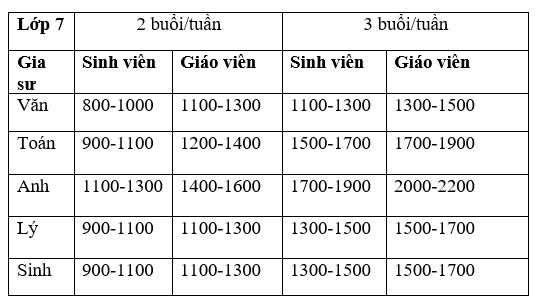 Lớp 7 2 buổi/tuần 3 buổi/tuần
Gia sư Sinh viên Giáo viên Sinh viên Giáo viên
Văn 800-1000 1100-1300 1100-1300 1300-1500
Toán 900-1100 1200-1400 1500-1700 1700-1900
Anh 1100-1300 1400-1600 1700-1900 2000-2200
Lý 900-1100 1100-1300 1300-1500 1500-1700
Sinh 900-1100 1100-1300 1300-1500 1500-1700